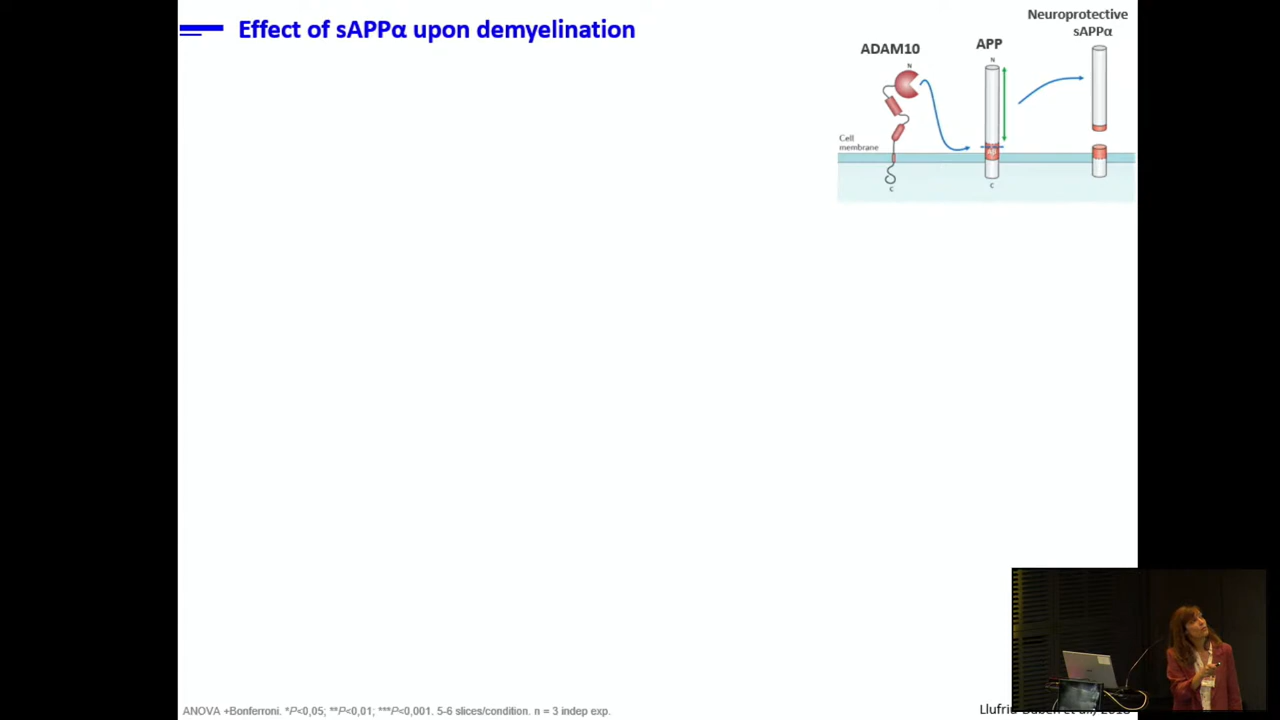 Effect of sAPPα upon demyelination
Neuroprotective
sAPPα
ADAM10
APP
N
N
Cell
membrane
C
C
ANOVA +Bonferroni. *P<0,05; **P<0,01; ***P<0,001. 5-6 slices/condition. n = 3 indep exp.